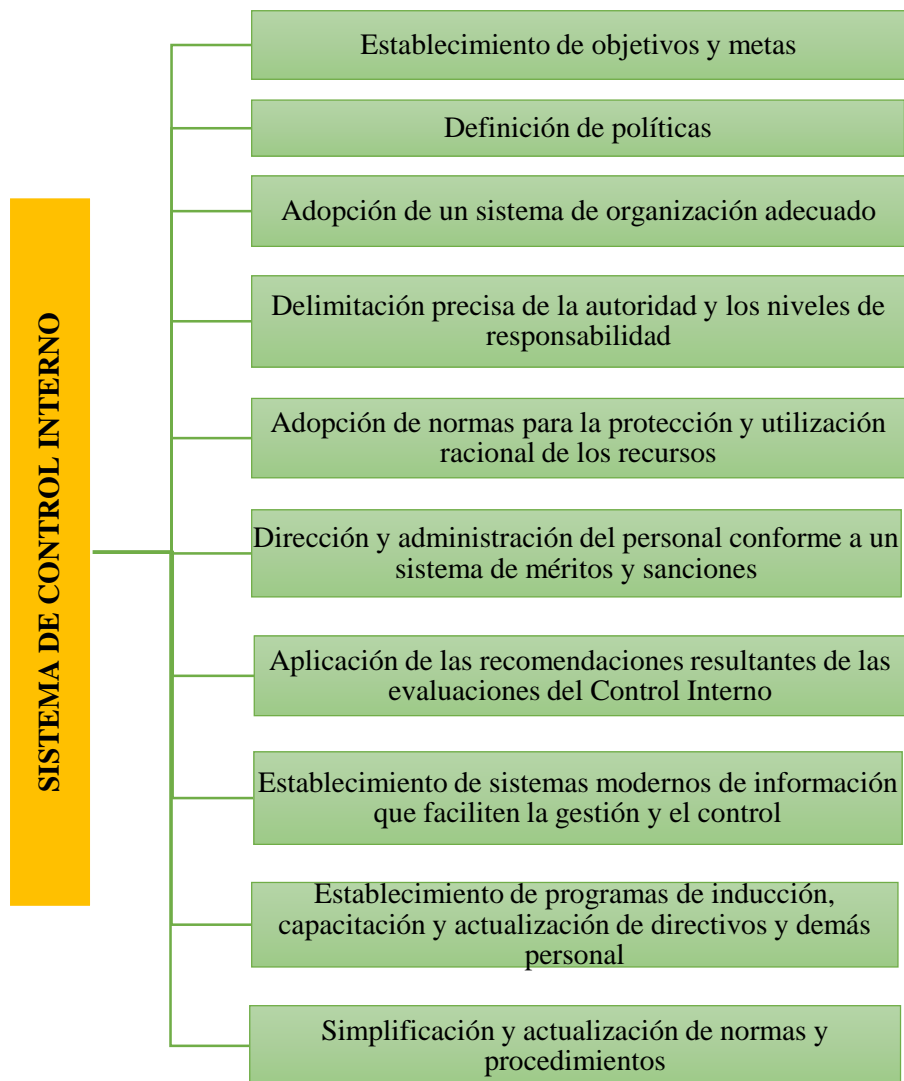 SISTEMA DE CONTROL INTERNO
Establecimiento de objetivos y metas
Definición de políticas
Adopción de un sistema de organización adecuado
Delimitación precisa de la autoridad y los niveles de
responsabilidad
Adopción de normas para la protección y utilización
racional de los recursos
Dirección y administración del personal conforme a un
sistema de méritos y sanciones
Aplicación de las recomendaciones resultantes de las
evaluaciones del Control Interno
Establecimiento de sistemas modernos de información
que faciliten la gestión y el control
Establecimiento de programas de inducción,
capacitación y actualización de directivos y demás
personal
Simplificación y actualización de normas y
procedimientos